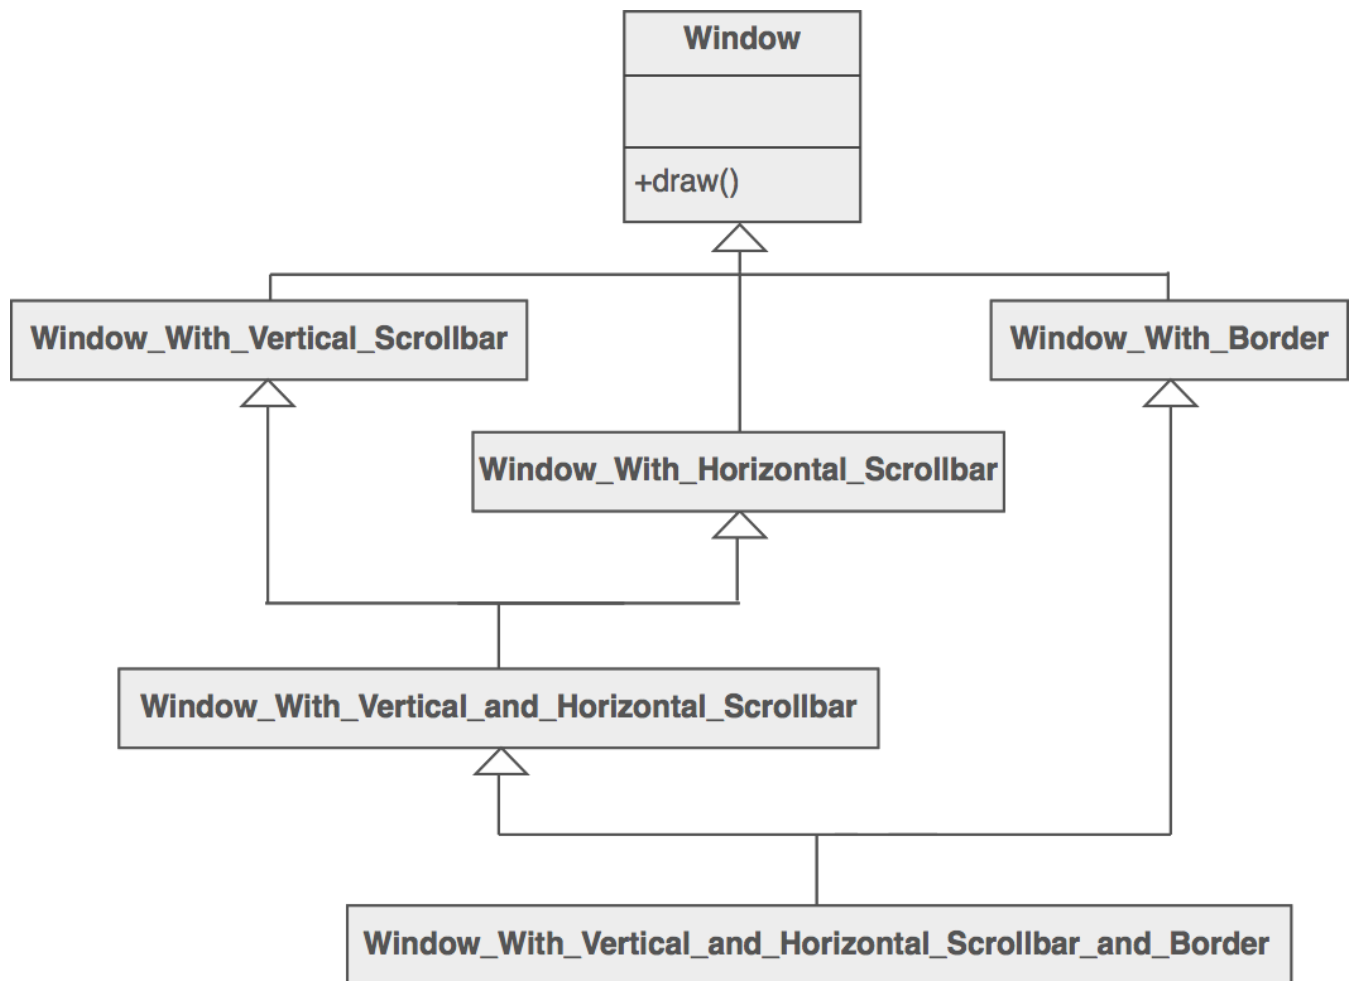 Window
+draw()
Window_With_Vertical_Scrollbar
Window_With_Border
Window_With_Horizontal_Scrollbar
Window_With_Vertical_and_Horizontal_Scrollbar
Window_With_Vertical_and_Horizontal_Scrollbar_and_Border